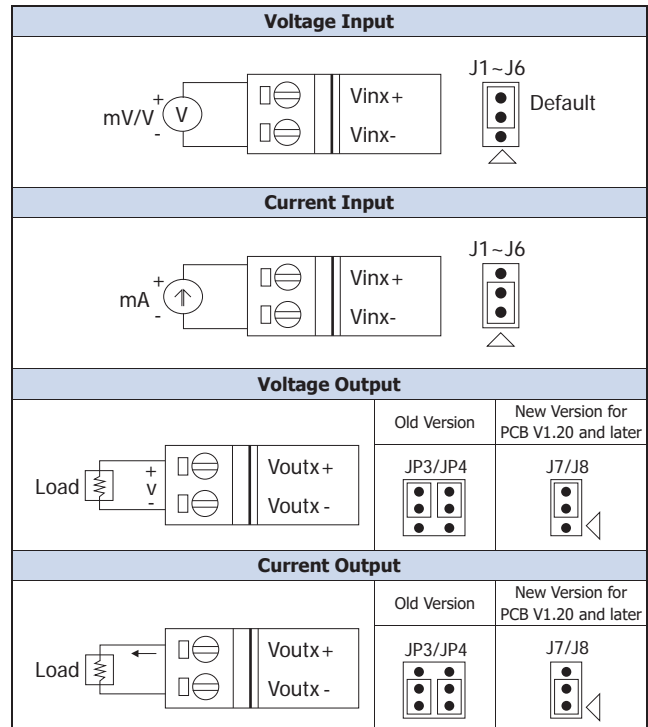 Voltage Input
J1~J6
mV/V
+
V
-
Vinx+
Vinx-
Default
Current Input
J1~J6
mA
+
-
Vinx+
Vinx-
Voltage Output
Old Version
New Version for
PCB V1.20 and later
Load
+
V
-
Voutx+
Voutx -
JP3/JP4
J7/J8
Current Output
Old Version
New Version for
PCB V1.20 and later
Load
Voutx+
Voutx -
JP3/JP4
J7/J8